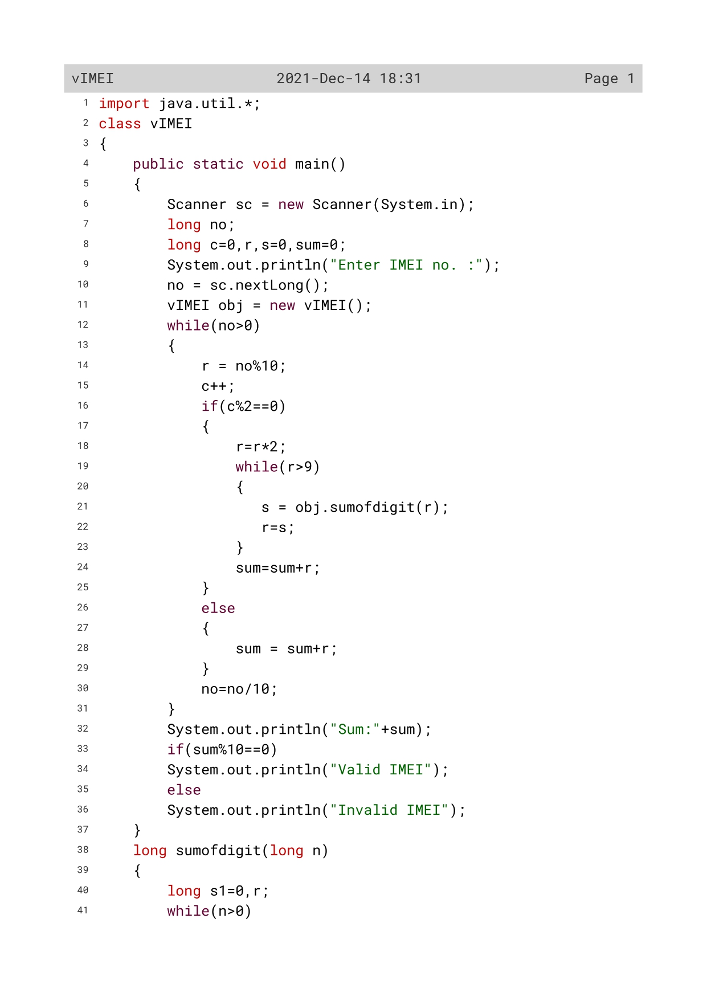 vIMEI 2021-Dec-14 18:31 Page 1
1 import java.util.*;
2 class vIMEI
3 {
4     public static void main()
5     {
6         Scanner sc = new Scanner(System.in);
7         long no;
8         long c=0,r,s=0,sum=0;
9         System.out.println("Enter IMEI no. :");
10         no = sc.nextLong();
11         vIMEI obj = new vIMEI();
12         while(no>0)
13         {
14             r = no%10;
15             c++;
16             if(c%2==0)
17             {
18                 r=r*2;
19                 while(r>9)
20                 {
21                    s = obj.sumofdigit(r);
22                    r=s;
23                 }
24                 sum=sum+r;
25             }
26             else
27             {
28                 sum = sum+r;
29             }
30             no=no/10;
31         }
32         System.out.println("Sum:"+sum);
33         if(sum%10==0)
34         System.out.println("Valid IMEI");
35         else
36         System.out.println("Invalid IMEI");
37     }
38     long sumofdigit(long n)
39     {
40         long s1=0,r;
41         while(n>0)